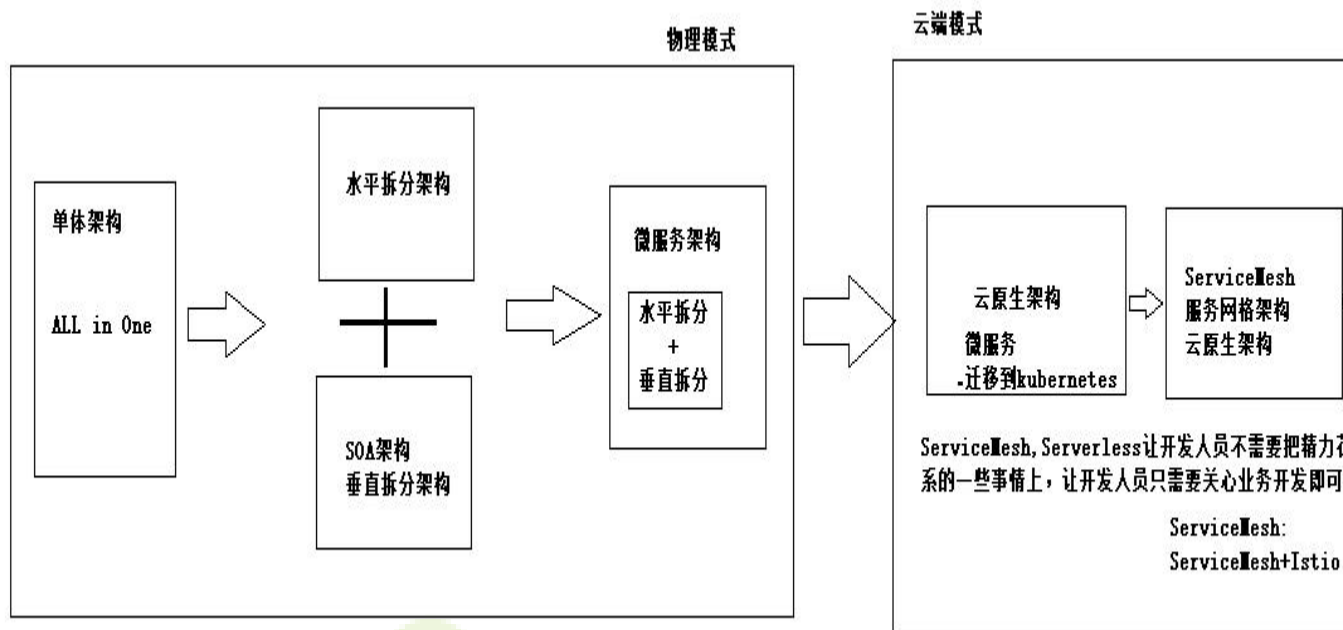 物理模式
云端模式
单体架构
ALL in One
水平拆分架构
SOA架构
垂直拆分架构
微服务架构
水平拆分
+
垂直拆分
云原生架构
微服务
-迁移到kubernetes
ServiceMesh
服务网格架构
云原生架构
ServiceMesh,Serverless让开发人员不需要把精力
系的一些事情上，让开发人员只需要关心业务开发即可
ServiceMesh:
ServiceMesh+Istio